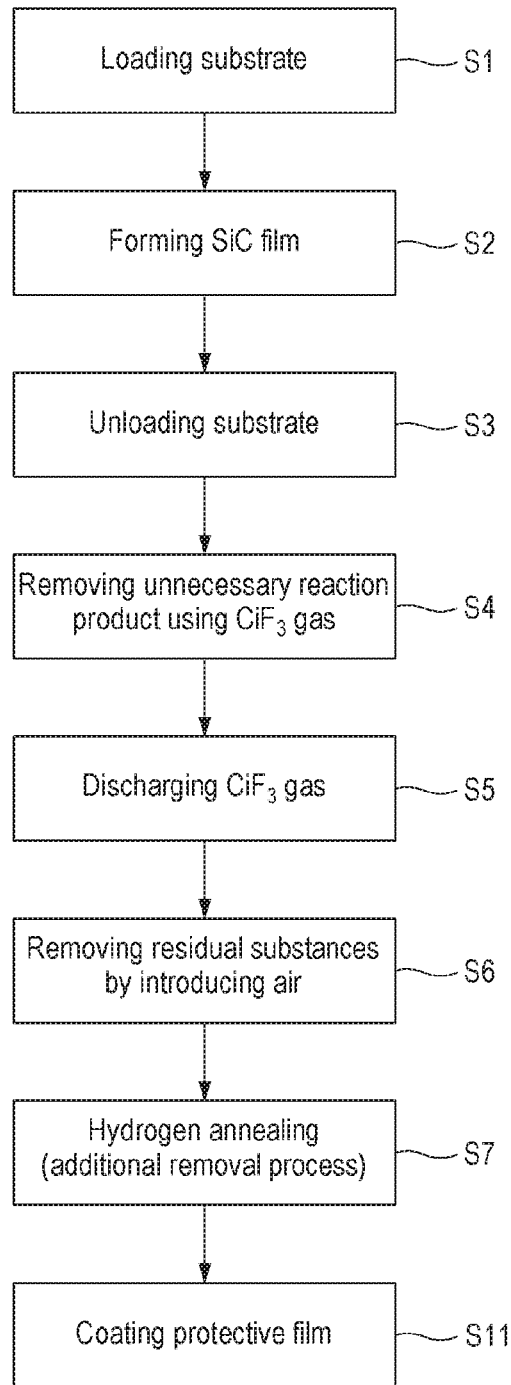 Loading substrate
S1
Forming SiC film
S2
Unloading substrate
S3
Removing unnecessary reaction
product using CiF₃ gas
S4
Discharging CiF₃ gas
S5
Removing residual substances
by introducing air
S6
Hydrogen annealing
(additional removal process)
S7
Coating protective film
S11